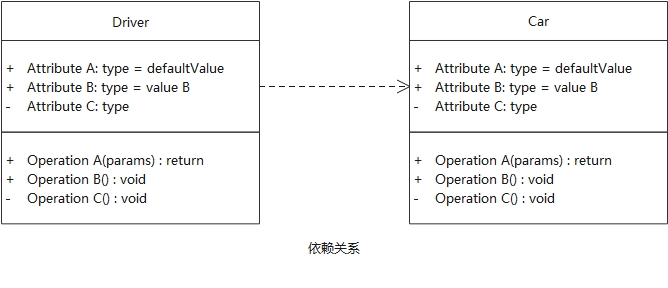 Driver
+ Attribute A: type = defaultValue
+ Attribute B: type = value B
- Attribute C: type
+ Operation A(params) : return
+ Operation B() : void
- Operation C() : void
Car
+ Attribute A: type = defaultValue
+ Attribute B: type = value B
- Attribute C: type
+ Operation A(params) : return
+ Operation B() : void
- Operation C() : void
依赖关系